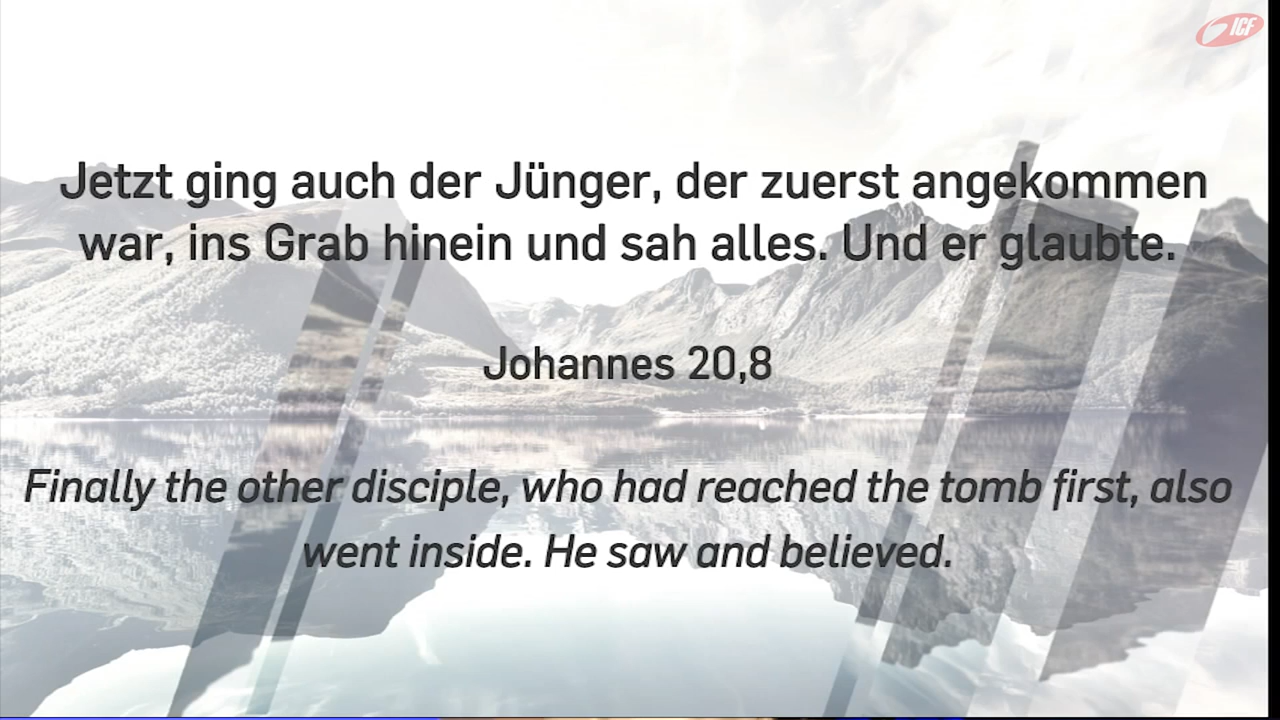 ICF
Jetzt ging auch der Jünger, der zuerst angekommen
war, ins Grab hinein und sah alles. Und er glaubte.
Johannes 20,8
Finally the other disciple, who had reached the tomb first, also
went inside. He saw and believed.